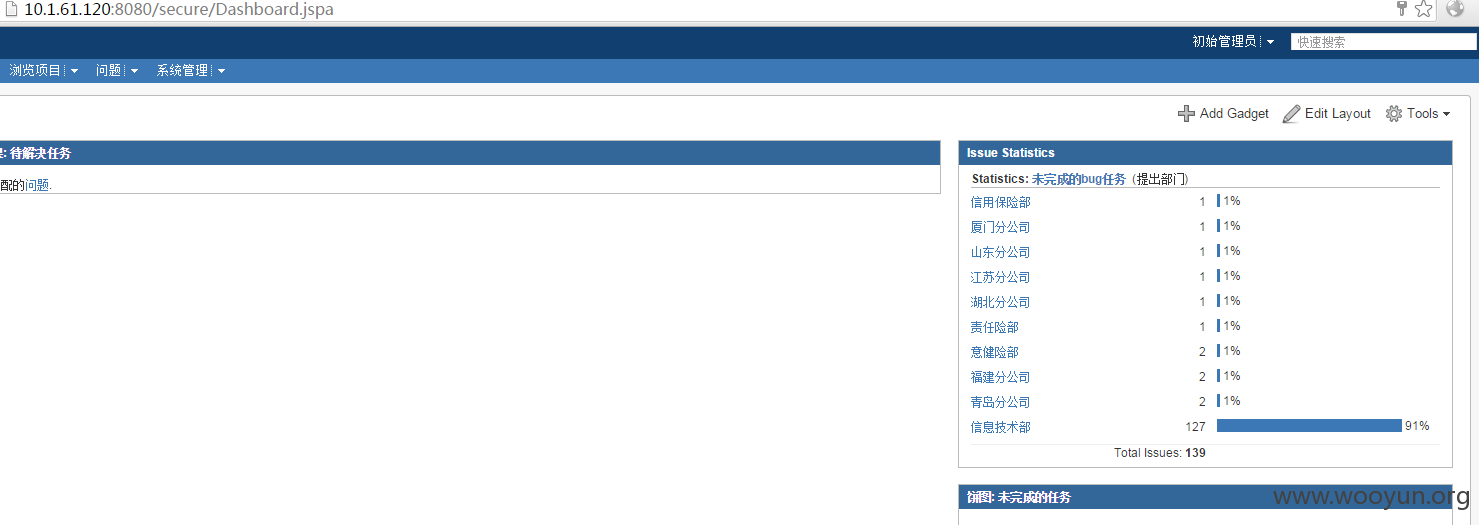 10.1.61.120:8080/secure/Dashboard.jspa
初始管理员 快速搜索
浏览项目 问题 系统管理
Add Gadget Edit Layout Tools
: 待解决任务
配的问题.
Issue Statistics
Statistics: 未完成的bug任务 (提出部门)
信用保险部 1 1%
厦门分公司 1 1%
山东分公司 1 1%
江苏分公司 1 1%
湖北分公司 1 1%
责任险部 1 1%
意健险部 2 1%
福建分公司 2 1%
青岛分公司 2 1%
信息技术部 127 91%
Total Issues: 139
饼图: 未完成的任务
www.wooyun.org